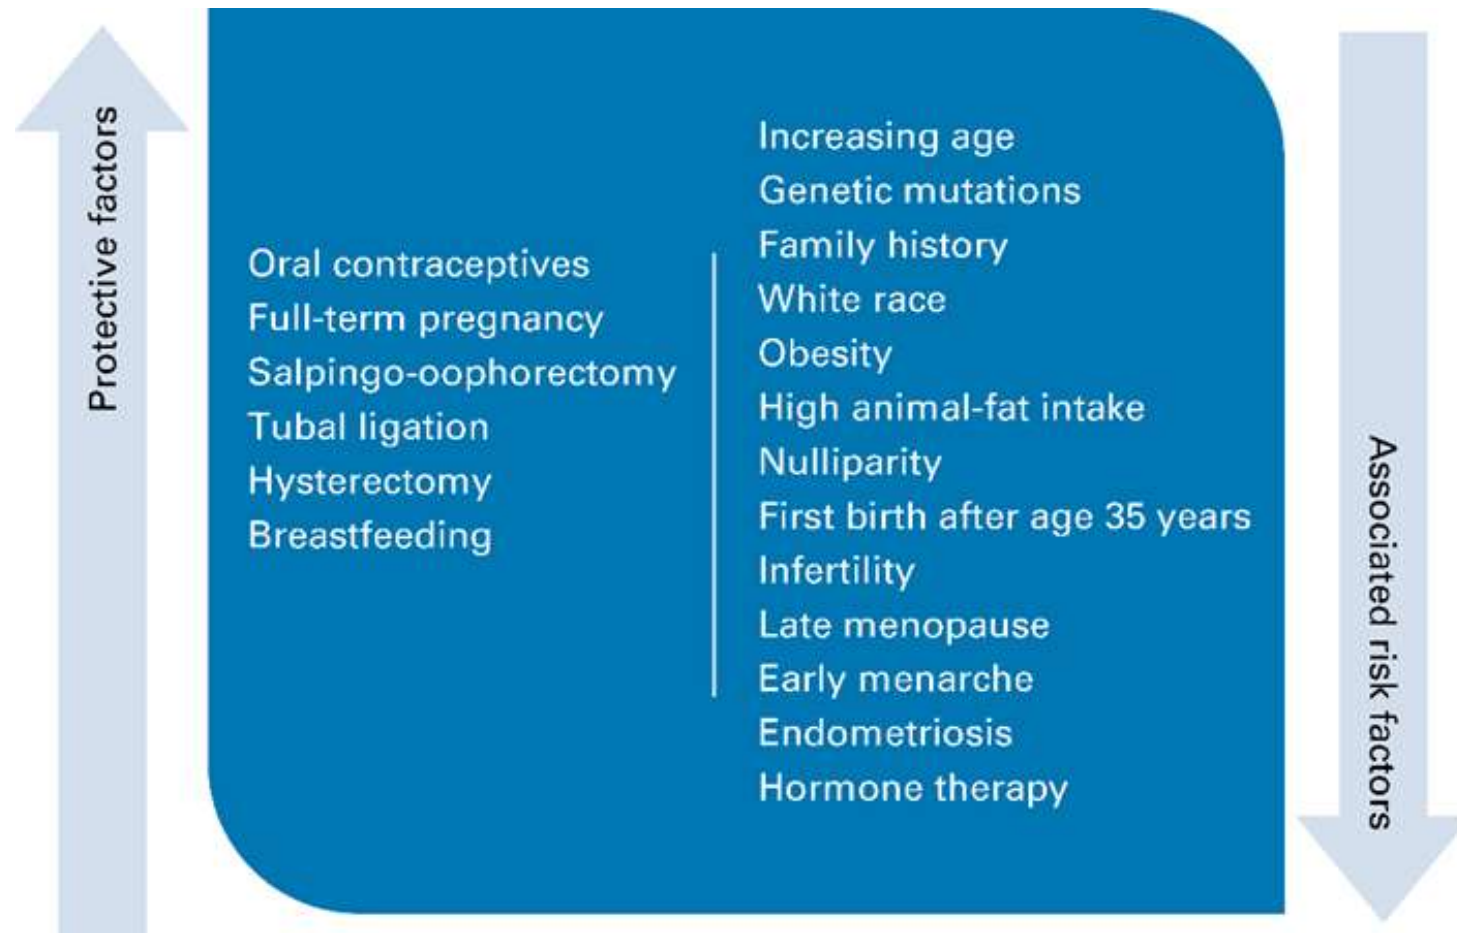 Protective factors
Oral contraceptives
Full-term pregnancy
Salpingo-oophorectomy
Tubal ligation
Hysterectomy
Breastfeeding
Increasing age
Genetic mutations
Family history
White race
Obesity
High animal-fat intake
Nulliparity
First birth after age 35 years
Infertility
Late menopause
Early menarche
Endometriosis
Hormone therapy
Associated risk factors